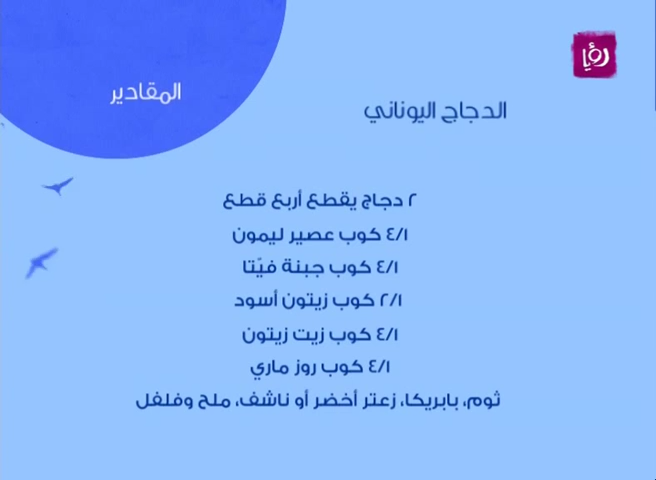 رؤيا
المقادير
الدجاج اليوناني
٢ دجاج يقطع أربع قطع
٤/١ كوب عصير ليمون
٤/١ كوب جبنة فيّتا
٢/١ كوب زيتون أسود
٤/١ كوب زيت زيتون
٤/١ كوب روز ماري
ثوم، بابريكا، زعتر أخضر أو ناشف، ملح وفلفل